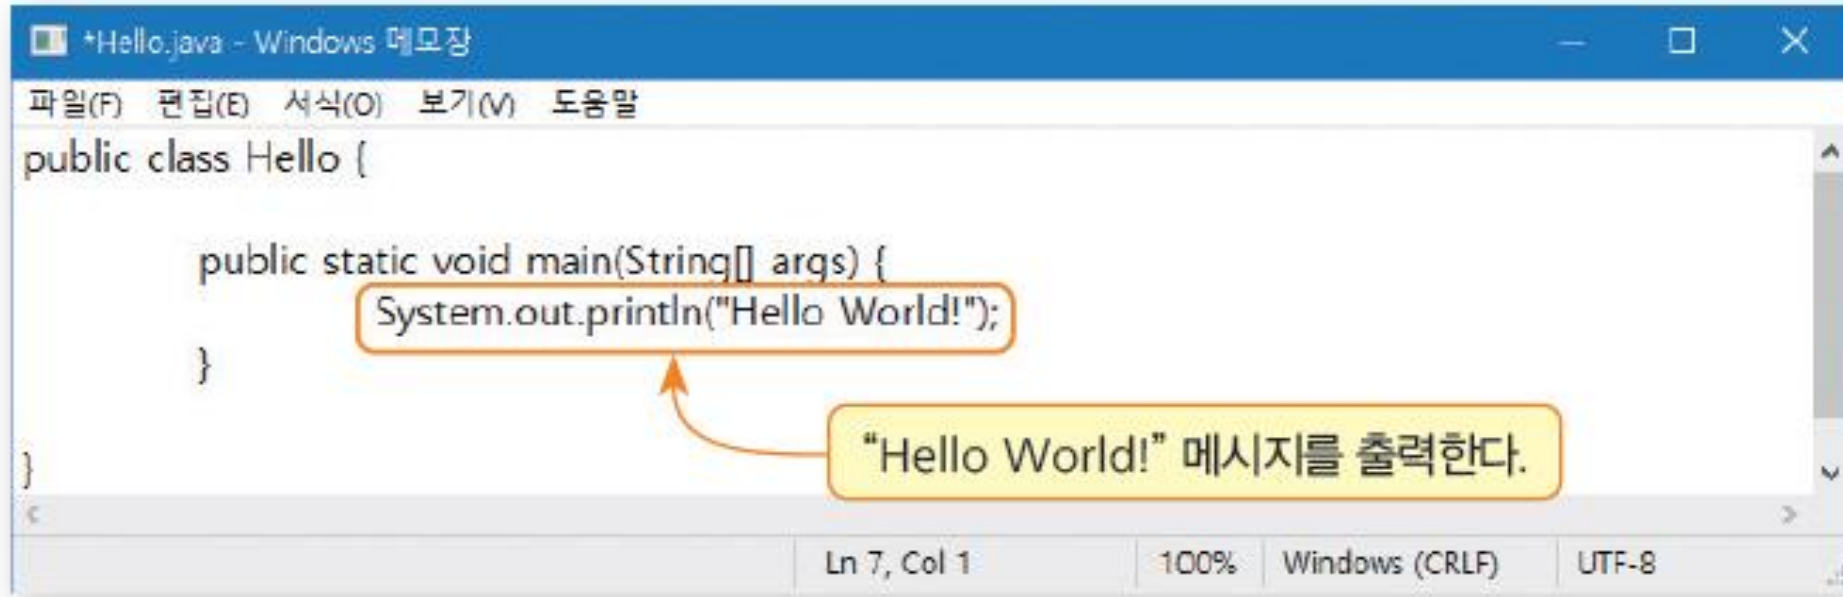 *Hello.java - Windows 메모장
파일(F) 편집(E) 서식(O) 보기(V) 도움말
public class Hello {
public static void main(String[] args) {
System.out.println("Hello World!");
}
“Hello World!” 메시지를 출력한다.
}
Ln 7, Col 1 100% Windows (CRLF) UTF-8